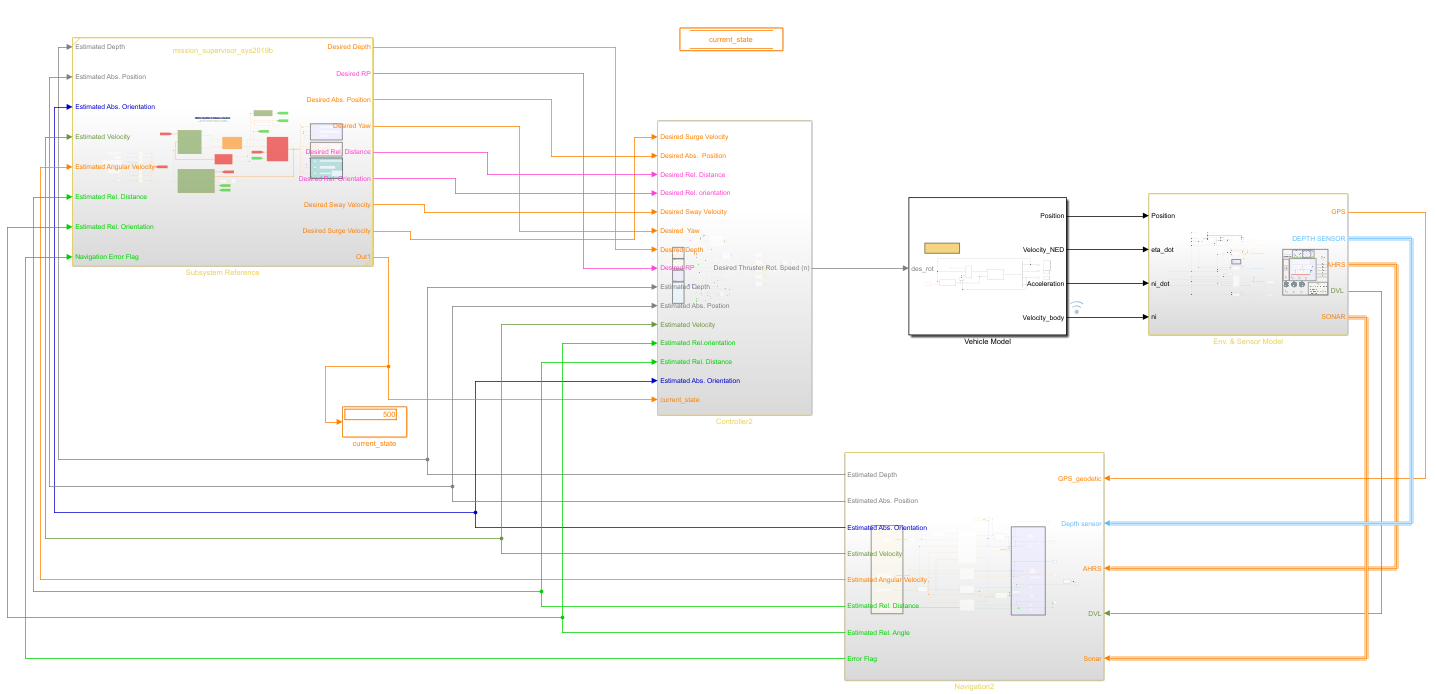 current_state
mission_supervisor_sys2019b
Estimated Depth
Estimated Abs. Position
Estimated Abs. Orientation
Estimated Velocity
Estimated Angular Velocity
Estimated Rel. Distance
Estimated Rel. Orientation
Navigation Error Flag
Desired Depth
Desired RP
Desired Abs. Position
Desired Yaw
Desired Rel. Distance
Desired Rel. Orientation
Desired Sway Velocity
Desired Surge Velocity
Out1
Subsystem Reference
500
current_state
Desired Surge Velocity
Desired Abs. Position
Desired Rel. Distance
Desired Rel. orientation
Desired Sway Velocity
Desired Yaw
Desired Depth
Desired RP
Estimated Depth
Estimated Abs. Postion
Estimated Velocity
Estimated Rel.orientation
Estimated Rel. Distance
Estimated Abs. Orientation
current_state
Desired Thruster Rot. Speed (n)
Controller2
des_rot
Position
Velocity_NED
Acceleration
Velocity_body
Vehicle Model
Position
eta_dot
ni_dot
ni
GPS
DEPTH SENSOR
AHRS
DVL
SONAR
Env. & Sensor Model
Estimated Depth
Estimated Abs. Position
Estimated Abs. Orientation
Estimated Velocity
Estimated Angular Velocity
Estimated Rel. Distance
Eatimated Rel. Angle
Error Flag
GPS_geodetic
Depth sensor
AHRS
DVL
Sonar
Navigation2